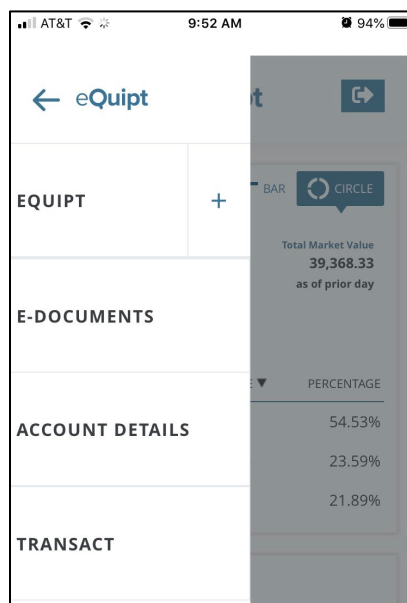 AT&T 9:52 AM 94%
← eQuipt pt
BAR CIRCLE
EQUIPT +
Total Market Value
39,368.33
as of prior day
E-DOCUMENTS
E ▼ PERCENTAGE
ACCOUNT DETAILS
54.53%
23.59%
21.89%
TRANSACT